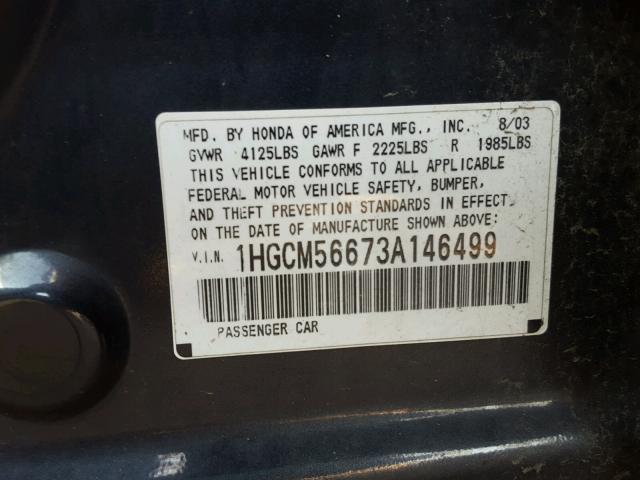 MFD. BY HONDA OF AMERICA MFG., INC. 8/03
GVWR 4125LBS GAWR F 2225LBS R 1985LBS
THIS VEHICLE CONFORMS TO ALL APPLICABLE
FEDERAL MOTOR VEHICLE SAFETY, BUMPER,
AND THEFT PREVENTION STANDARDS IN EFFECT
ON THE DATE OF MANUFACTURE SHOWN ABOVE:
V.I.N. 1HGCM56673A146499
PASSENGER CAR